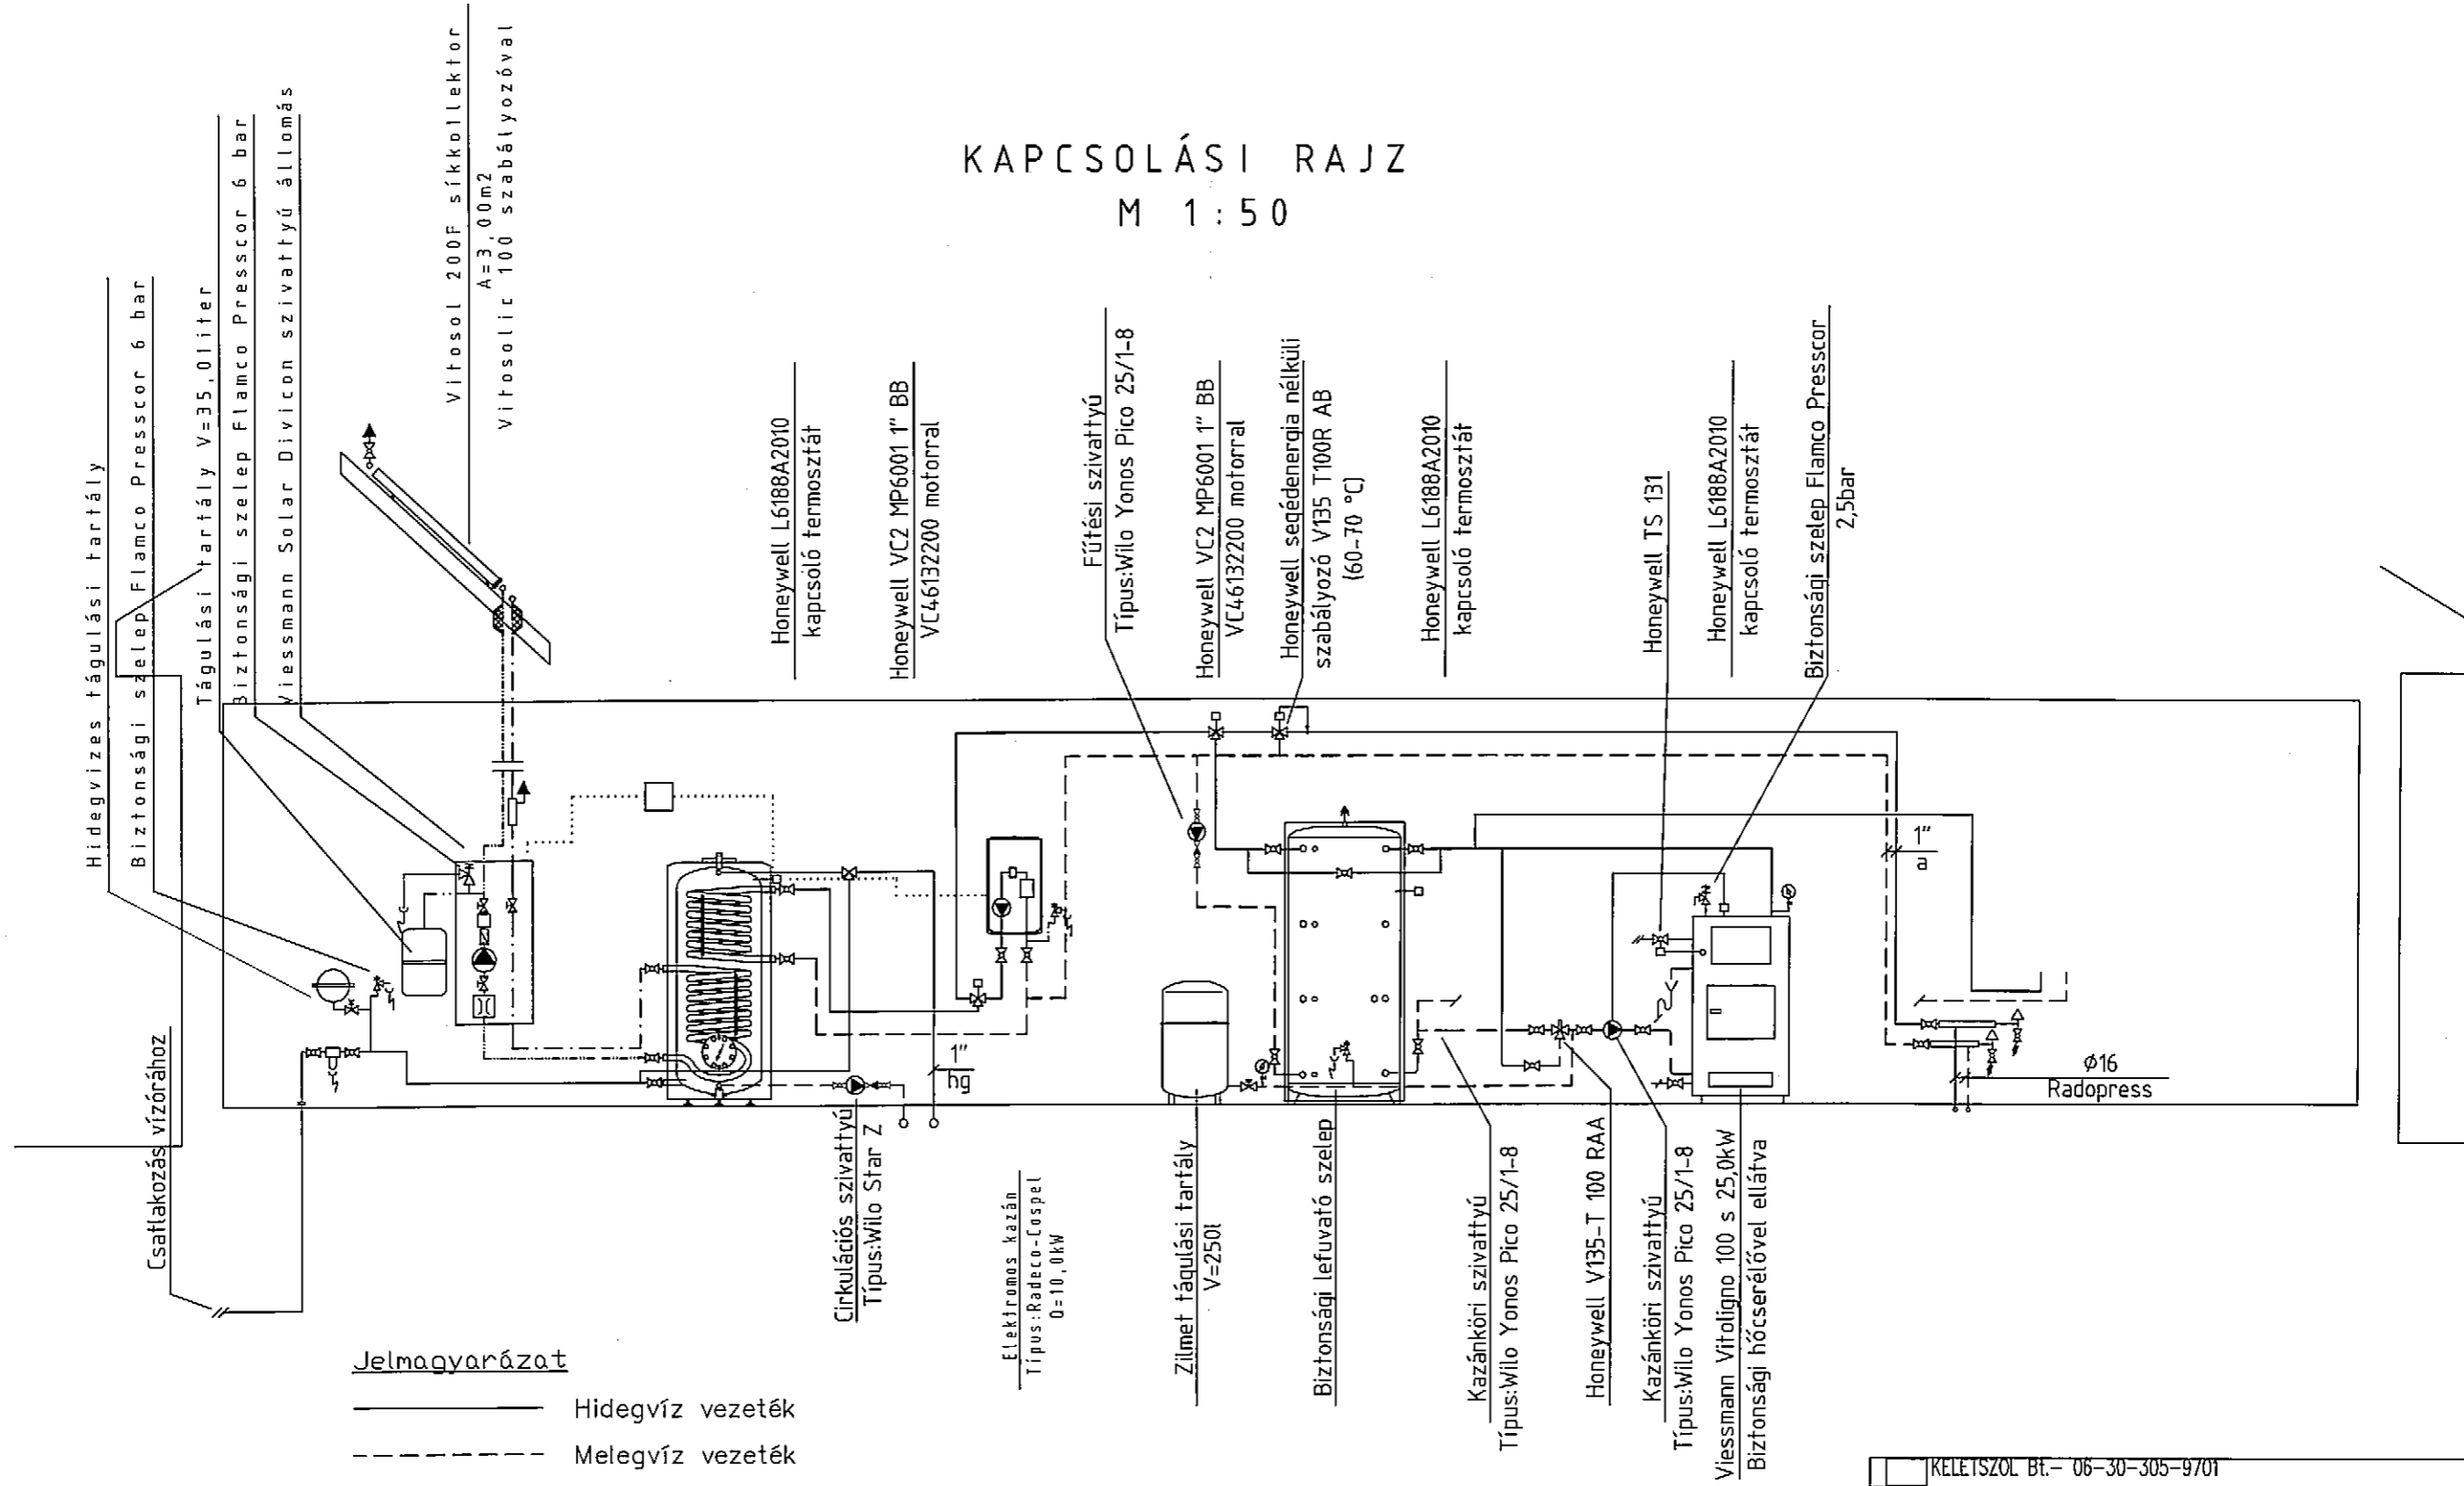 KAPCSOLÁSI RAJZ
M 1:50
Hidegvizes tágulási tartály
Biztonsági szelep Flamco Presscor 6 bar
Tágulási tartály V=35,0liter
Biztonsági szelep Flamco Presscor 6 bar
Viessmann Solar Divicon szivattyú állomás
Vitosol 200F síkkollektor
A=3,00m2
Vitosolic 100 szabályozóval
Honeywell L6188A2010
kapcsoló termosztát
Honeywell VC2 MP6001 1" BB
VC46132200 motorral
Fűtési szivattyú
Típus:Wilo Yonos Pico 25/1-8
Honeywell VC2 MP6001 1" BB
VC46132200 motorral
Honeywell segédenergia nélküli
szabályozó V135 T100R AB
(60-70 °C)
Honeywell L6188A2010
kapcsoló termosztát
Honeywell TS 131
Honeywell L6188A2010
kapcsoló termosztát
Biztonsági szelep Flamco Presscor
2,5bar
1"
a
1"
hg
Ø16
Radopress
Csatlakozás vízórához
Cirkulációs szivattyú
Típus:Wilo Star Z
Elektromos kazán
Típus:Radeco-Cospel
Q=10,0kW
Zilmet tágulási tartály
V=250l
Biztonsági lefuvató szelep
Kazánköri szivattyú
Típus:Wilo Yonos Pico 25/1-8
Honeywell V135-T 100 RAA
Kazánköri szivattyú
Típus:Wilo Yonos Pico 25/1-8
Viessmann Vitoligno 100 s 25,0kW
Biztonsági hőcserélővel ellátva
Jelmagyarázat
Hidegvíz vezeték
Melegvíz vezeték
KELETSZOL Bt.- 06-30-305-9701